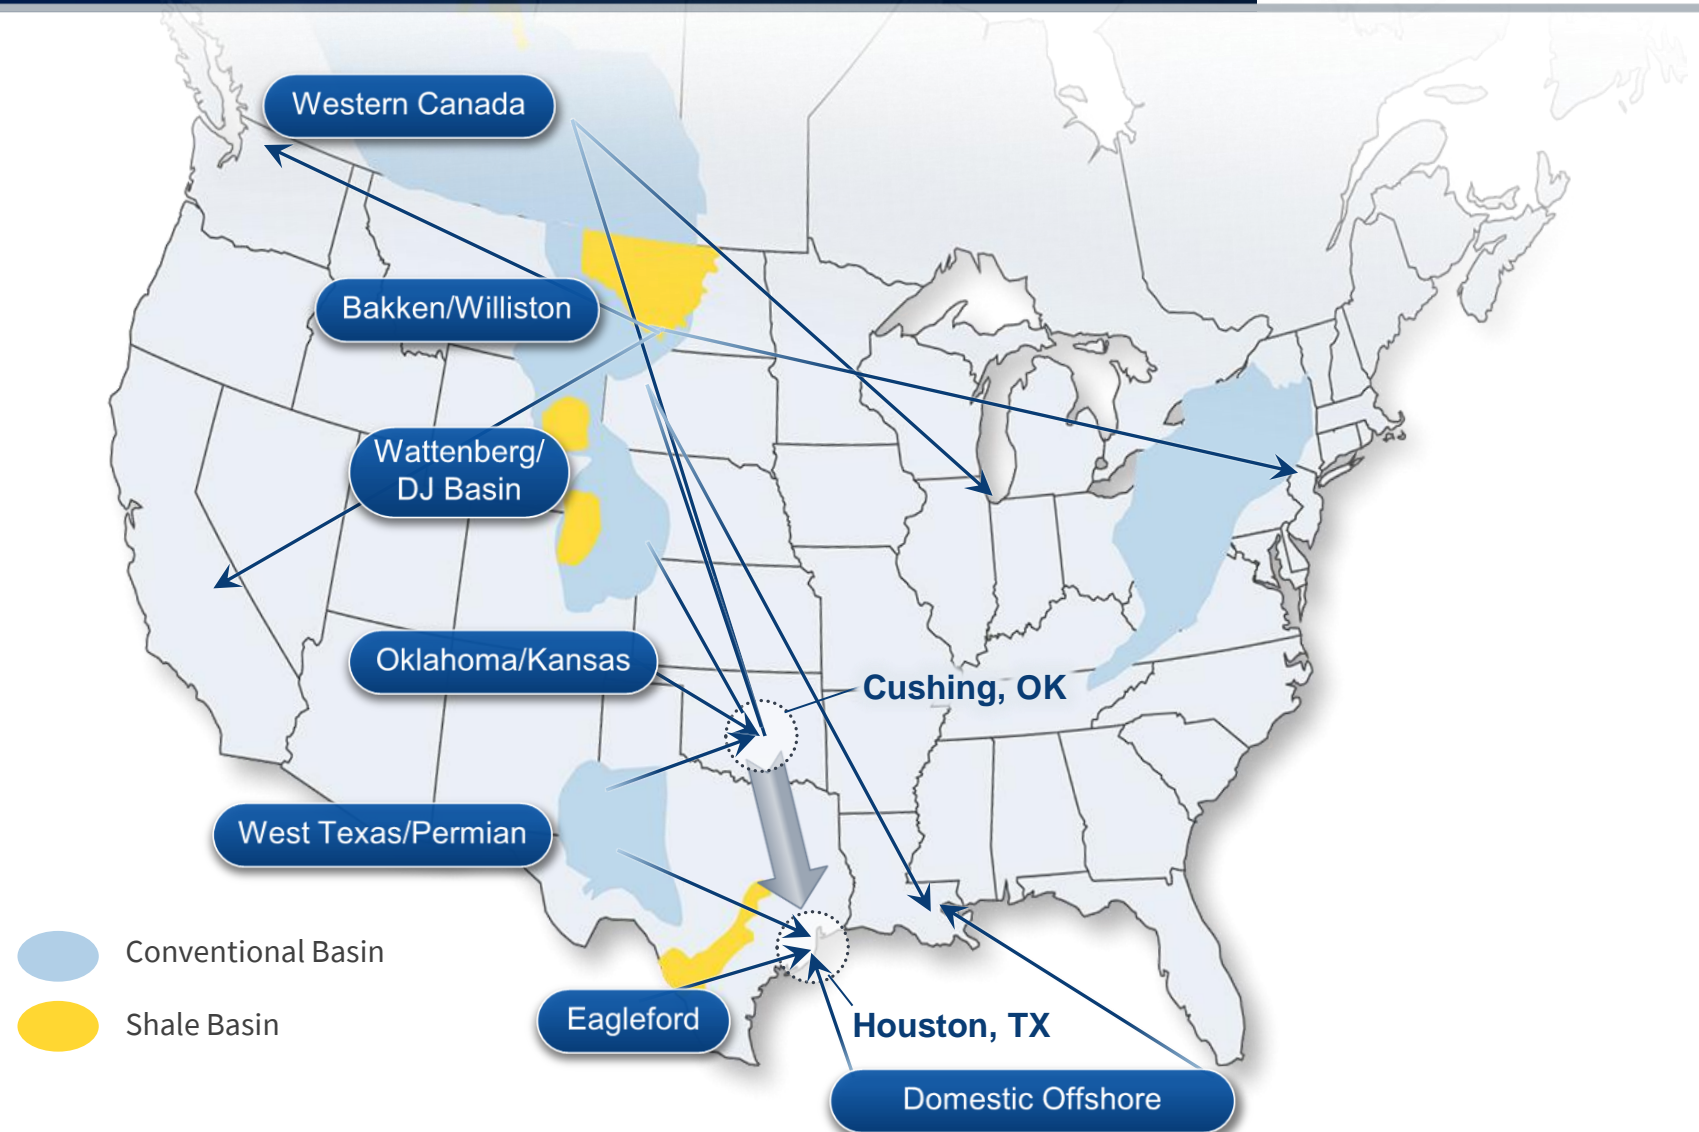 Western Canada
Bakken/Williston
Wattenberg/
DJ Basin
Oklahoma/Kansas
Cushing, OK
West Texas/Permian
Conventional Basin
Shale Basin
Eagleford
Houston, TX
Domestic Offshore